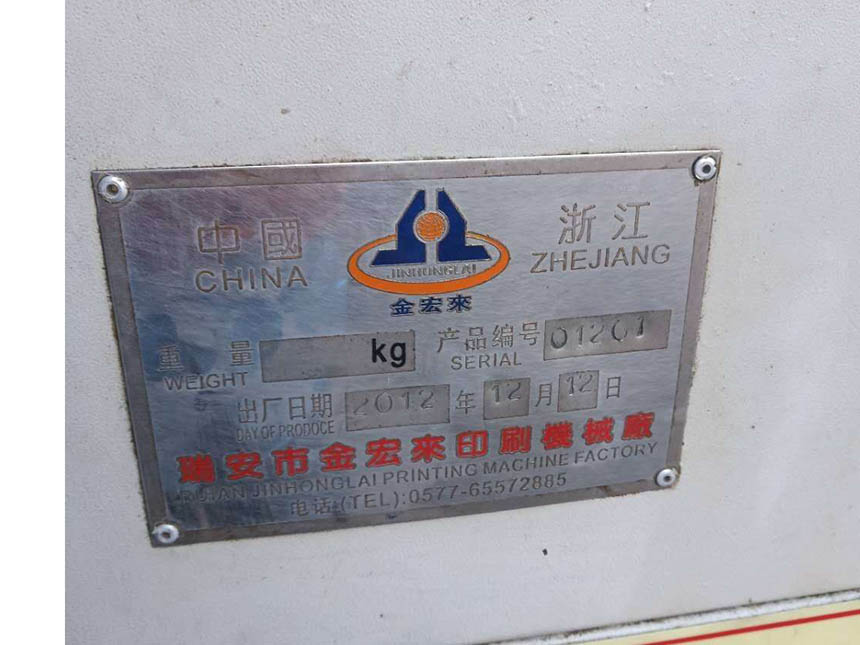 中國 浙江
CHINA ZHEJIANG
JINHONGLAI
金宏來
重量 kg 产品编号 01201
WEIGHT SERIAL
出厂日期 2012 年 12 月 12 日
DAY OF PRODOCE
瑞安市金宏來印刷機械廠
RUIAN JINHONGLAI PRINTING MACHINE FACTORY
电话(TEL):0577-65572885